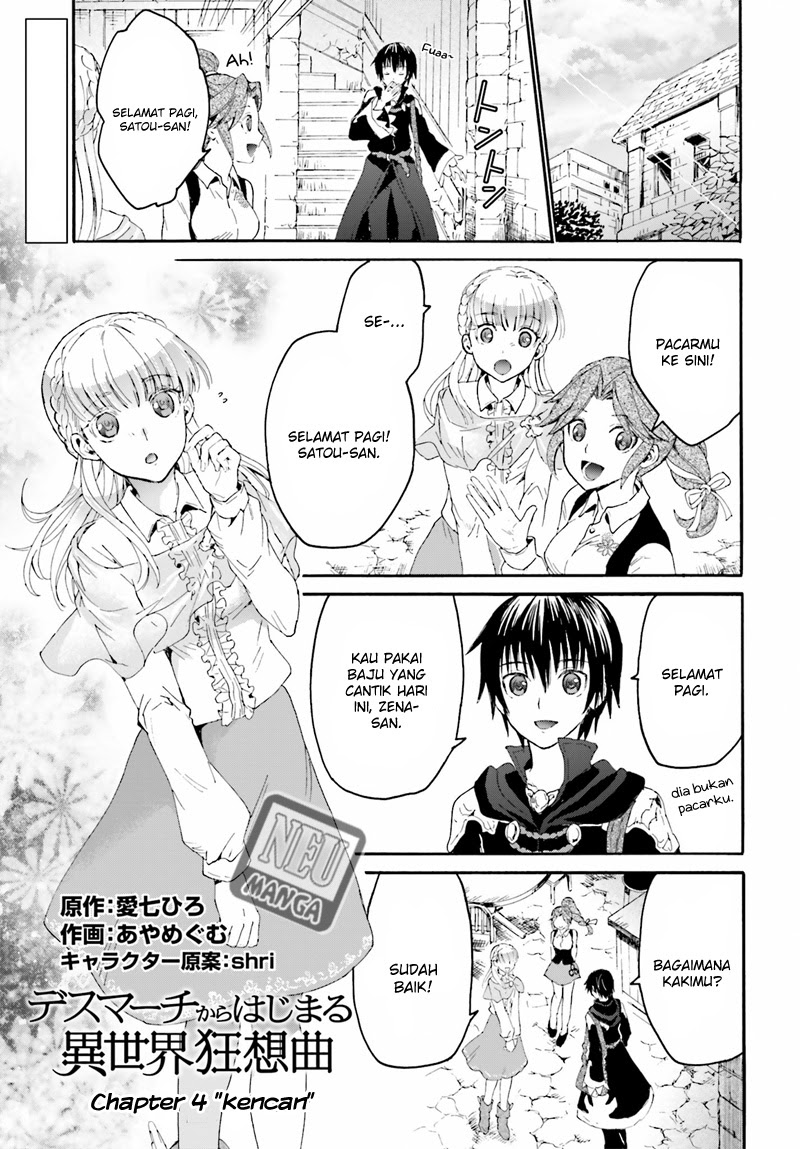 Fuaa~
トントン
Ah!
SELAMAT PAGI,
SATOU-SAN!
PACARMU
KE SINI!
SE-...
SELAMAT PAGI!
SATOU-SAN.
SELAMAT
PAGI.
dia bukan
pacarku.
KAU PAKAI
BAJU YANG
CANTIK HARI
INI, ZENA-
SAN.
BAGAIMANA
KAKIMU?
SUDAH
BAIK!
NEU
MANGA
原作:愛七ひろ
作画:あやめぐむ
キャラクター原案:shri
デスマーチからはじまる
異世界狂想曲
Chapter 4 "kencan"